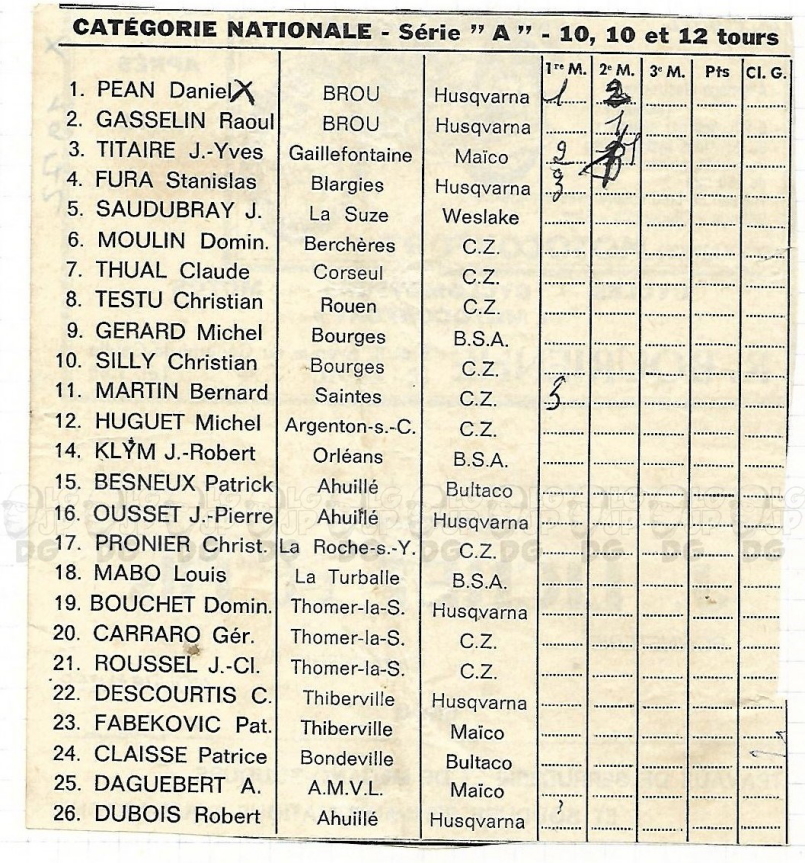 CATÉGORIE NATIONALE - Série " A " - 10, 10 et 12 tours
1re M. 2e M. 3e M. Pts Cl. G.
1. PEAN Daniel X BROU Husqvarna 1 2
2. GASSELIN Raoul BROU Husqvarna 1
3. TITAIRE J.-Yves Gaillefontaine Maïco 2
4. FURA Stanislas Blargies Husqvarna 3
5. SAUDUBRAY J. La Suze Weslake
6. MOULIN Domin. Berchères C.Z.
7. THUAL Claude Corseul C.Z.
8. TESTU Christian Rouen C.Z.
9. GERARD Michel Bourges B.S.A.
10. SILLY Christian Bourges C.Z.
11. MARTIN Bernard Saintes C.Z. 3
12. HUGUET Michel Argenton-s.-C. C.Z.
14. KLYM J.-Robert Orléans B.S.A.
15. BESNEUX Patrick Ahuillé Bultaco
16. OUSSET J.-Pierre Ahuillé Husqvarna
17. PRONIER Christ. La Roche-s.-Y. C.Z.
18. MABO Louis La Turballe B.S.A.
19. BOUCHET Domin. Thomer-la-S. Husqvarna
20. CARRARO Gér. Thomer-la-S. C.Z.
21. ROUSSEL J.-Cl. Thomer-la-S. C.Z.
22. DESCOURTIS C. Thiberville Husqvarna
23. FABEKOVIC Pat. Thiberville Maïco
24. CLAISSE Patrice Bondeville Bultaco
25. DAGUEBERT A. A.M.V.L. Maïco
26. DUBOIS Robert Ahuillé Husqvarna